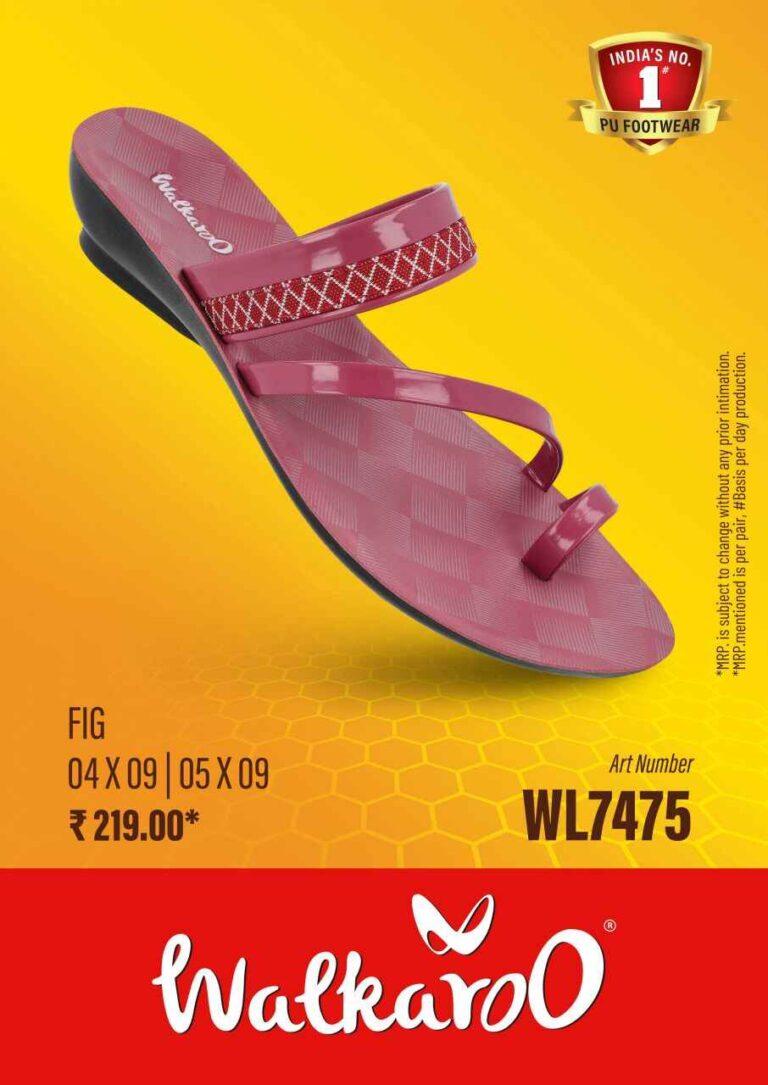 INDIA'S NO.
1#
PU FOOTWEAR
Walkaroo
*MRP. is subject to change without any prior intimation.
*MRP.mentioned is per pair, #Basis per day production.
FIG
04 X 09 | 05 X 09
₹ 219.00*
Art Number
WL7475
Walkaroo®